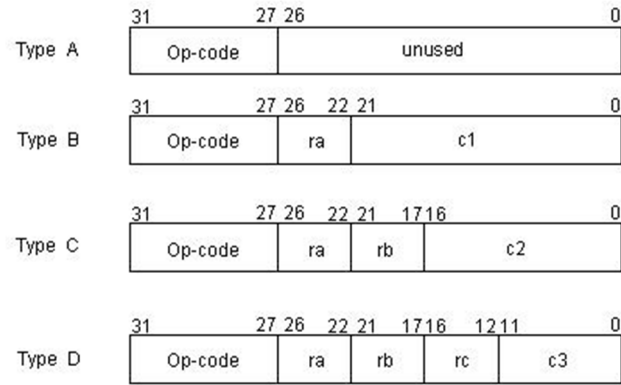 31 27 26 0
Type A Op-code unused
31 27 26 22 21 0
Type B Op-code ra c1
31 27 26 22 21 17 16 0
Type C Op-code ra rb c2
31 27 26 22 21 17 16 12 11 0
Type D Op-code ra rb rc c3